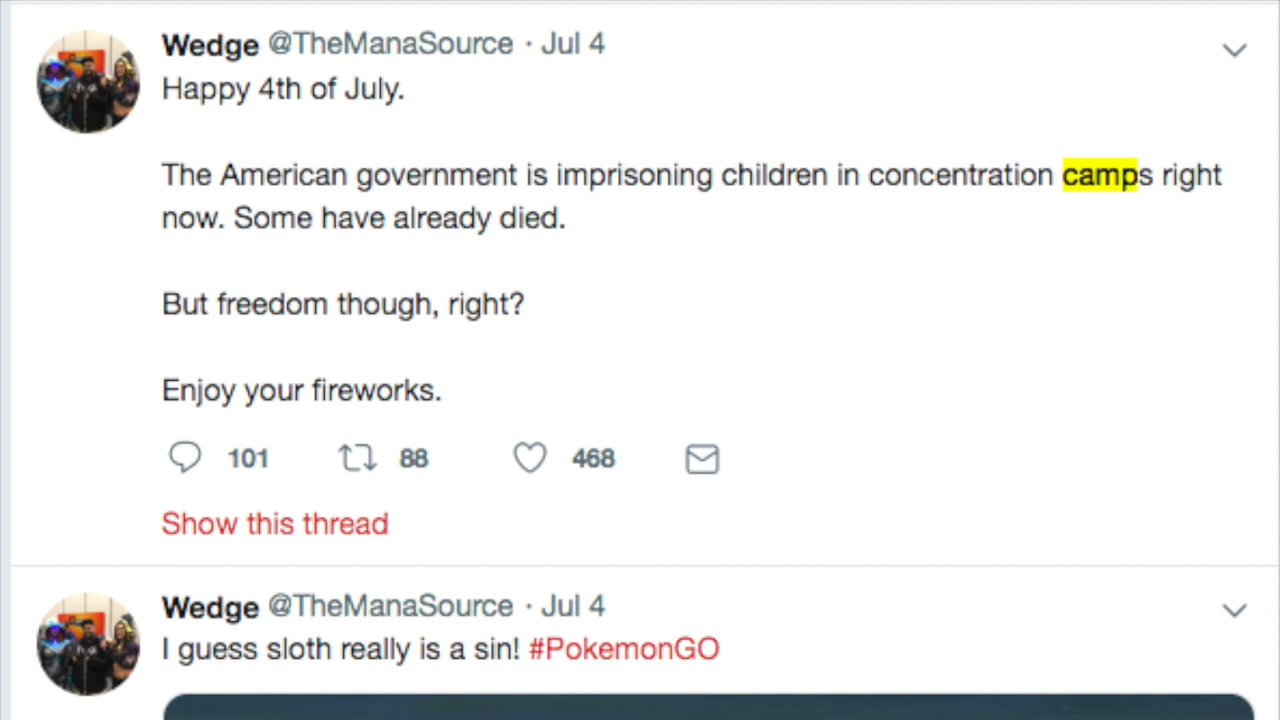 Wedge @TheManaSource · Jul 4
Happy 4th of July.
The American government is imprisoning children in concentration camps right
now. Some have already died.
But freedom though, right?
Enjoy your fireworks.
101 88 468
Show this thread
Wedge @TheManaSource · Jul 4
I guess sloth really is a sin! #PokemonGO